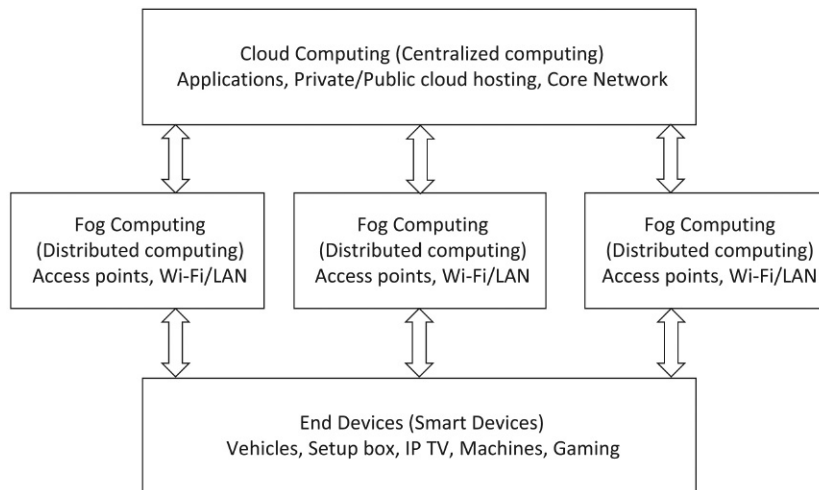 Cloud Computing (Centralized computing)
Applications, Private/Public cloud hosting, Core Network
Fog Computing
(Distributed computing)
Access points, Wi-Fi/LAN
Fog Computing
(Distributed computing)
Access points, Wi-Fi/LAN
Fog Computing
(Distributed computing)
Access points, Wi-Fi/LAN
End Devices (Smart Devices)
Vehicles, Setup box, IP TV, Machines, Gaming